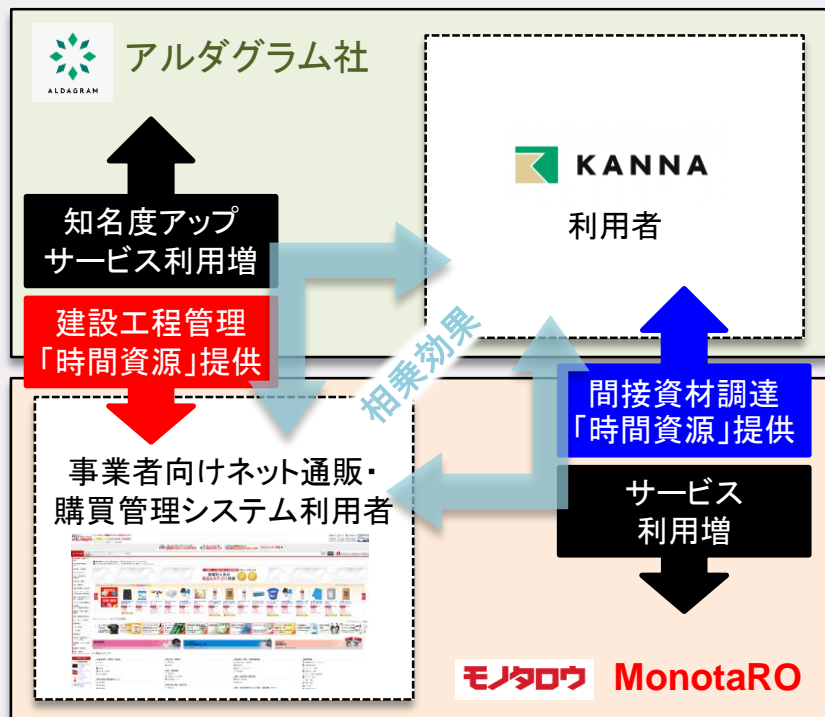 ALDAGRAM
アルダグラム社
KANNA
利用者
知名度アップ
サービス利用増
建設工程管理
「時間資源」提供
相乗効果
間接資材調達
「時間資源」提供
サービス
利用増
事業者向けネット通販・
購買管理システム利用者
モノタロウ
MonotaRO